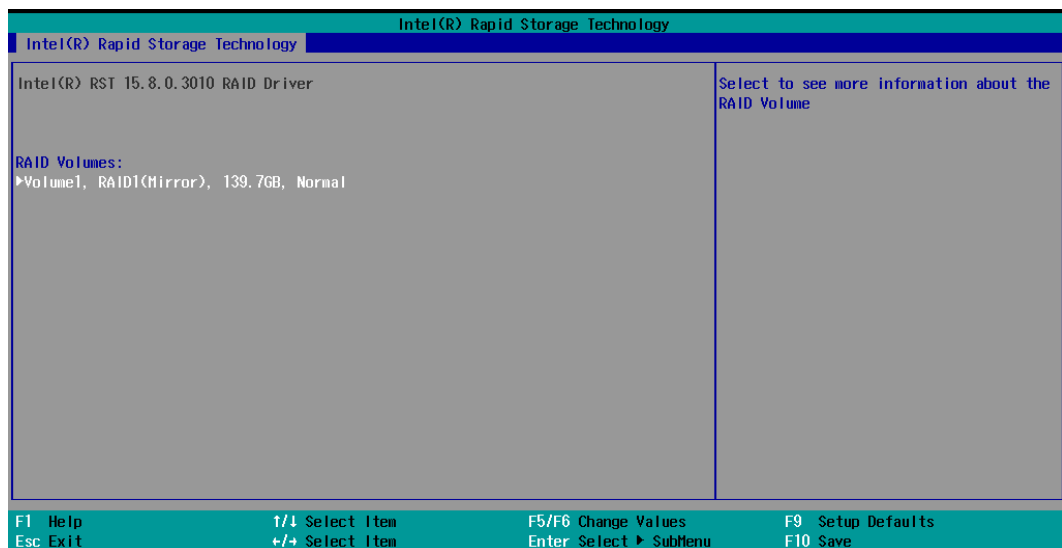 Intel(R) Rapid Storage Technology
Intel(R) Rapid Storage Technology
Intel(R) RST 15.8.0.3010 RAID Driver
Select to see more information about the
RAID Volume
RAID Volumes:
▶Volume1, RAID1(Mirror), 139.7GB, Normal
F1 Help ↑/↓ Select Item F5/F6 Change Values F9 Setup Defaults
Esc Exit ←/→ Select Item Enter Select ▶ SubMenu F10 Save